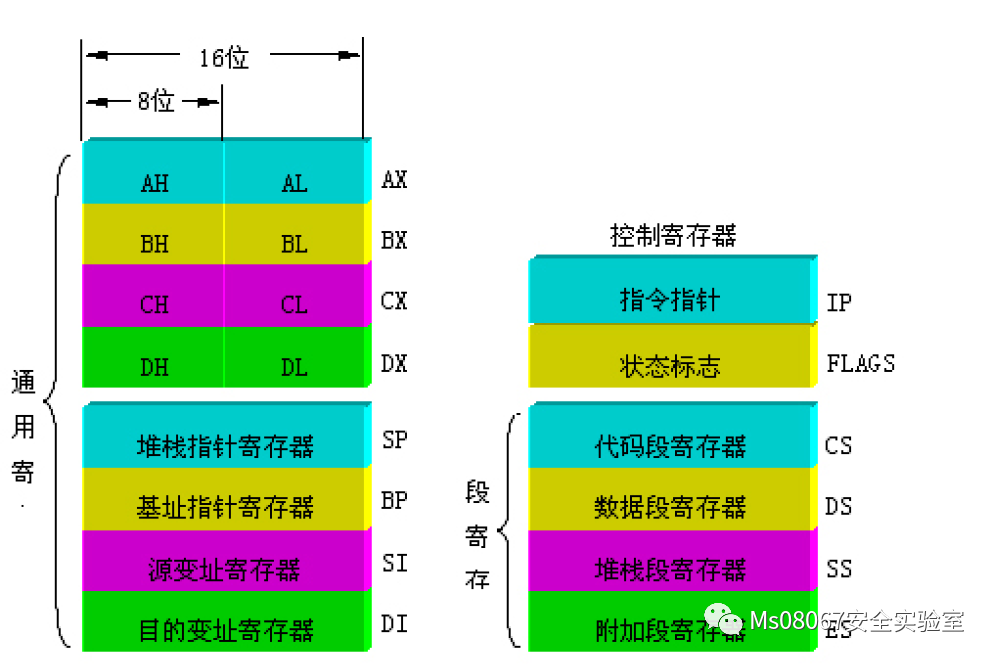 16位
8位
AH AL AX
BH BL BX
CH CL CX
DH DL DX
通用寄
堆栈指针寄存器 SP
基址指针寄存器 BP
源变址寄存器 SI
目的变址寄存器 DI
控制寄存器
指令指针 IP
状态标志 FLAGS
段寄存
代码段寄存器 CS
数据段寄存器 DS
堆栈段寄存器 SS
附加段寄存器 ES
Ms08067安全实验室